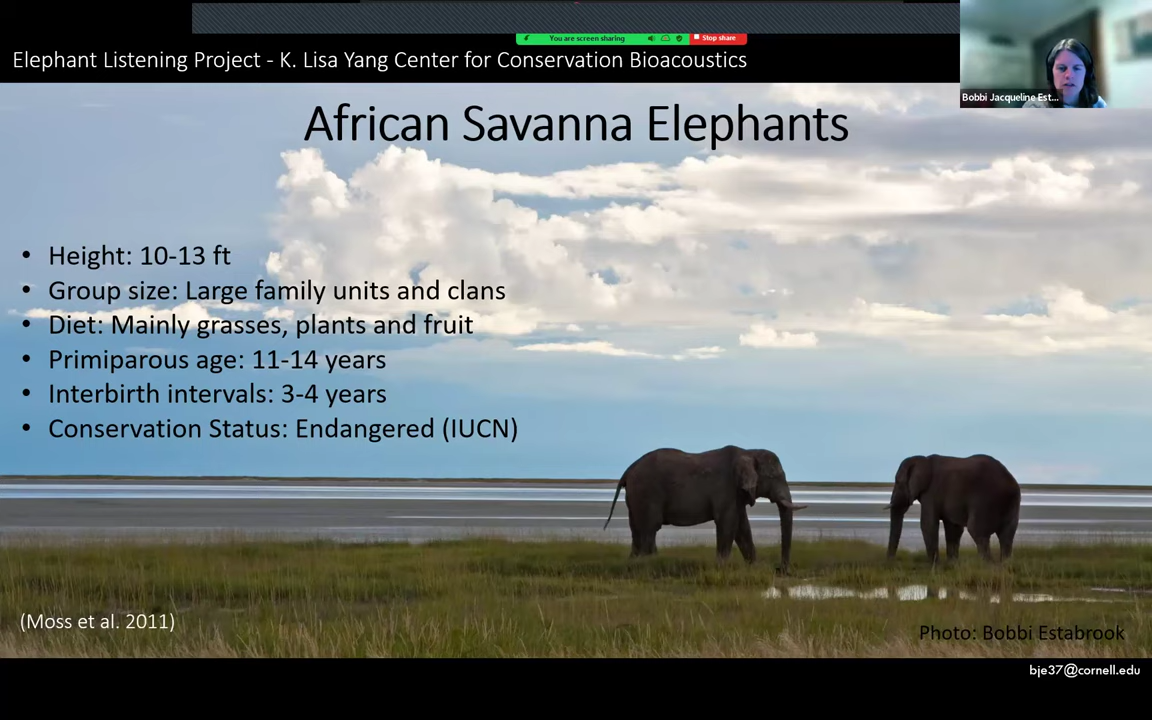 You are screen sharing
Stop share
Elephant Listening Project - K. Lisa Yang Center for Conservation Bioacoustics
Bobbi Jacqueline Est...
African Savanna Elephants
• Height: 10-13 ft
• Group size: Large family units and clans
• Diet: Mainly grasses, plants and fruit
• Primiparous age: 11-14 years
• Interbirth intervals: 3-4 years
• Conservation Status: Endangered (IUCN)
(Moss et al. 2011)
Photo: Bobbi Estabrook
bje37@cornell.edu